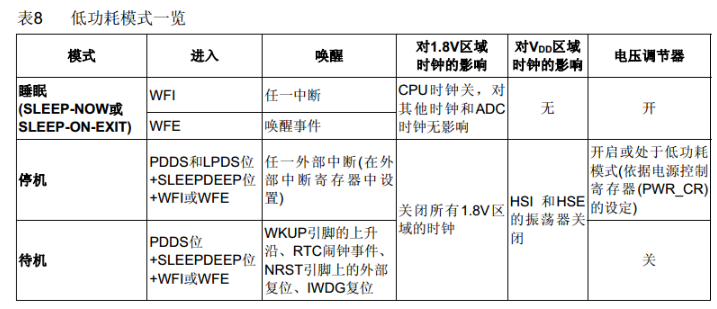 表8 低功耗模式一览
模式 进入 唤醒 对1.8V区域 对VDD区域 电压调节器
时钟的影响 时钟的影响
睡眠
(SLEEP-NOW或
SLEEP-ON-EXIT)
WFI
任一中断
WFE
唤醒事件
CPU时钟关，对
其他时钟和ADC
时钟无影响
无
开
停机
PDDS和LPDS位
+SLEEPDEEP位
+WFI或WFE
任一外部中断(在外
部中断寄存器中设
置)
关闭所有1.8V区
域的时钟
HSI 和HSE
的振荡器关
闭
开启或处于低功耗
模式(依据电源控制
寄存器(PWR_CR)
的设定)
待机
PDDS位
+SLEEPDEEP位
+WFI或WFE
WKUP引脚的上升
沿、RTC闹钟事件、
NRST引脚上的外部
复位、IWDG复位
关